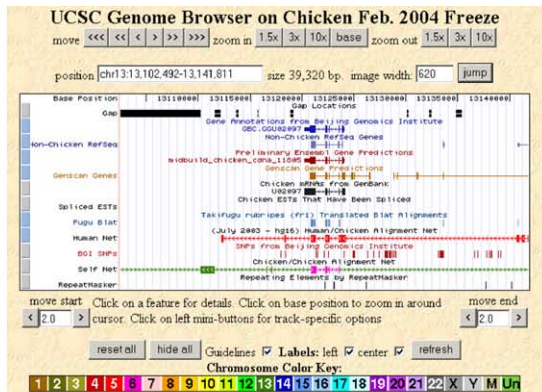 UCSC Genome Browser on Chicken Feb. 2004 Freeze
move <<< << < > >> >>> zoom in 1.5x 3x 10x base zoom out 1.5x 3x 10x
position chr13:13,102,492-13,141,811 size 39,320 bp. image width: 620 jump
Base Position 13110000 13115000 13120000 13125000 13130000 13135000 13140000
Gap Locations
Gap
Gene Annotations from Beijing Genomics Institute
GBC.GGU02097
Non-Chicken RefSeq Genes
Non-Chicken RefSeq
Preliminary Ensembl Gene Predictions
midbuild_chicken_cdna_11805
Genscan Gene Predictions
Genscan Genes
Chicken mRNAs from GenBank
U02097
Chicken ESTs That Have Been Spliced
Spliced ESTs
Takifugu rubripes (fr1) Translated Blat Alignments
Fugu Blat
(July 2003 - hg16) Human/Chicken Alignment Net
Human Net
SNPs from Beijing Genomics Institute
BGI SNPs
Chicken/Chicken Alignment Net
Self Net
Repeating Elements by RepeatMasker
RepeatMasker
move start Click on a feature for details. Click on base position to zoom in around move end
< 2.0 > cursor. Click on left mini-buttons for track-specific options < 2.0 >
reset all hide all Guidelines Labels: left center refresh
Chromosome Color Key:
1 2 3 4 5 6 7 8 9 10 11 12 13 14 15 16 17 18 19 20 21 22 X Y M Un